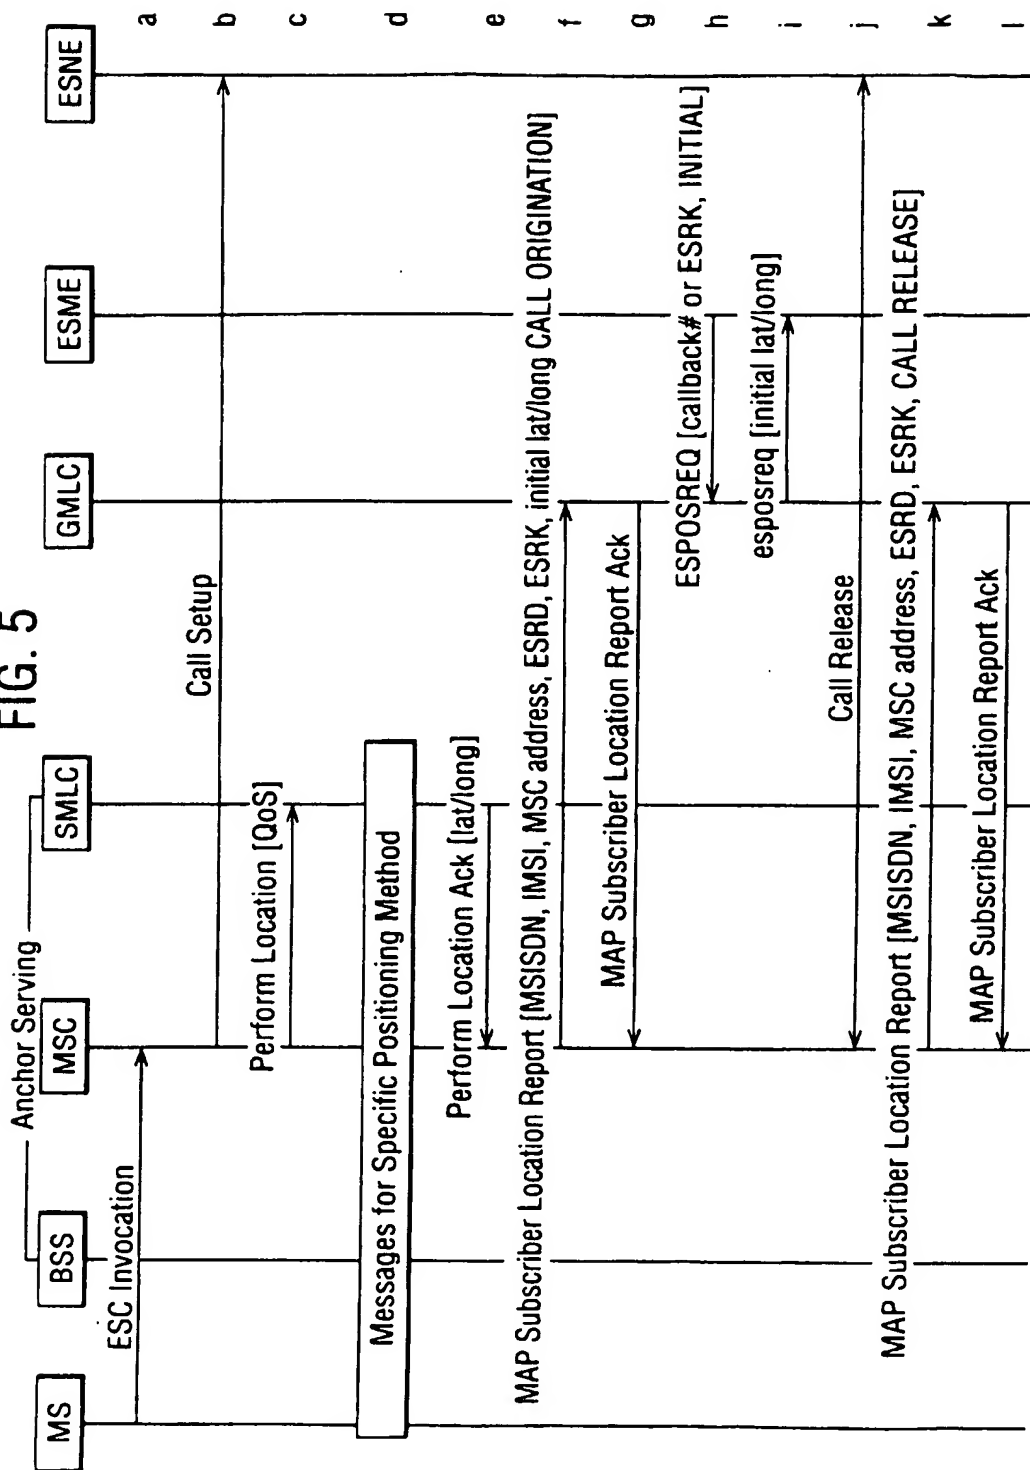 FIG. 5
Anchor Serving
MS
BSS
MSC
SMLC
GMLC
ESME
ESNE
ESC Invocation
a
Call Setup
b
Perform Location [QoS]
c
Messages for Specific Positioning Method
d
Perform Location Ack [lat/long]
e
MAP Subscriber Location Report [MSISDN, IMSI, MSC address, ESRD, ESRK, initial lat/long CALL ORIGINATION]
f
MAP Subscriber Location Report Ack
g
ESPOSREQ [callback# or ESRK, INITIAL]
h
esposreq [initial lat/long]
i
Call Release
j
MAP Subscriber Location Report [MSISDN, IMSI, MSC address, ESRD, ESRK, CALL RELEASE]
k
MAP Subscriber Location Report Ack
l